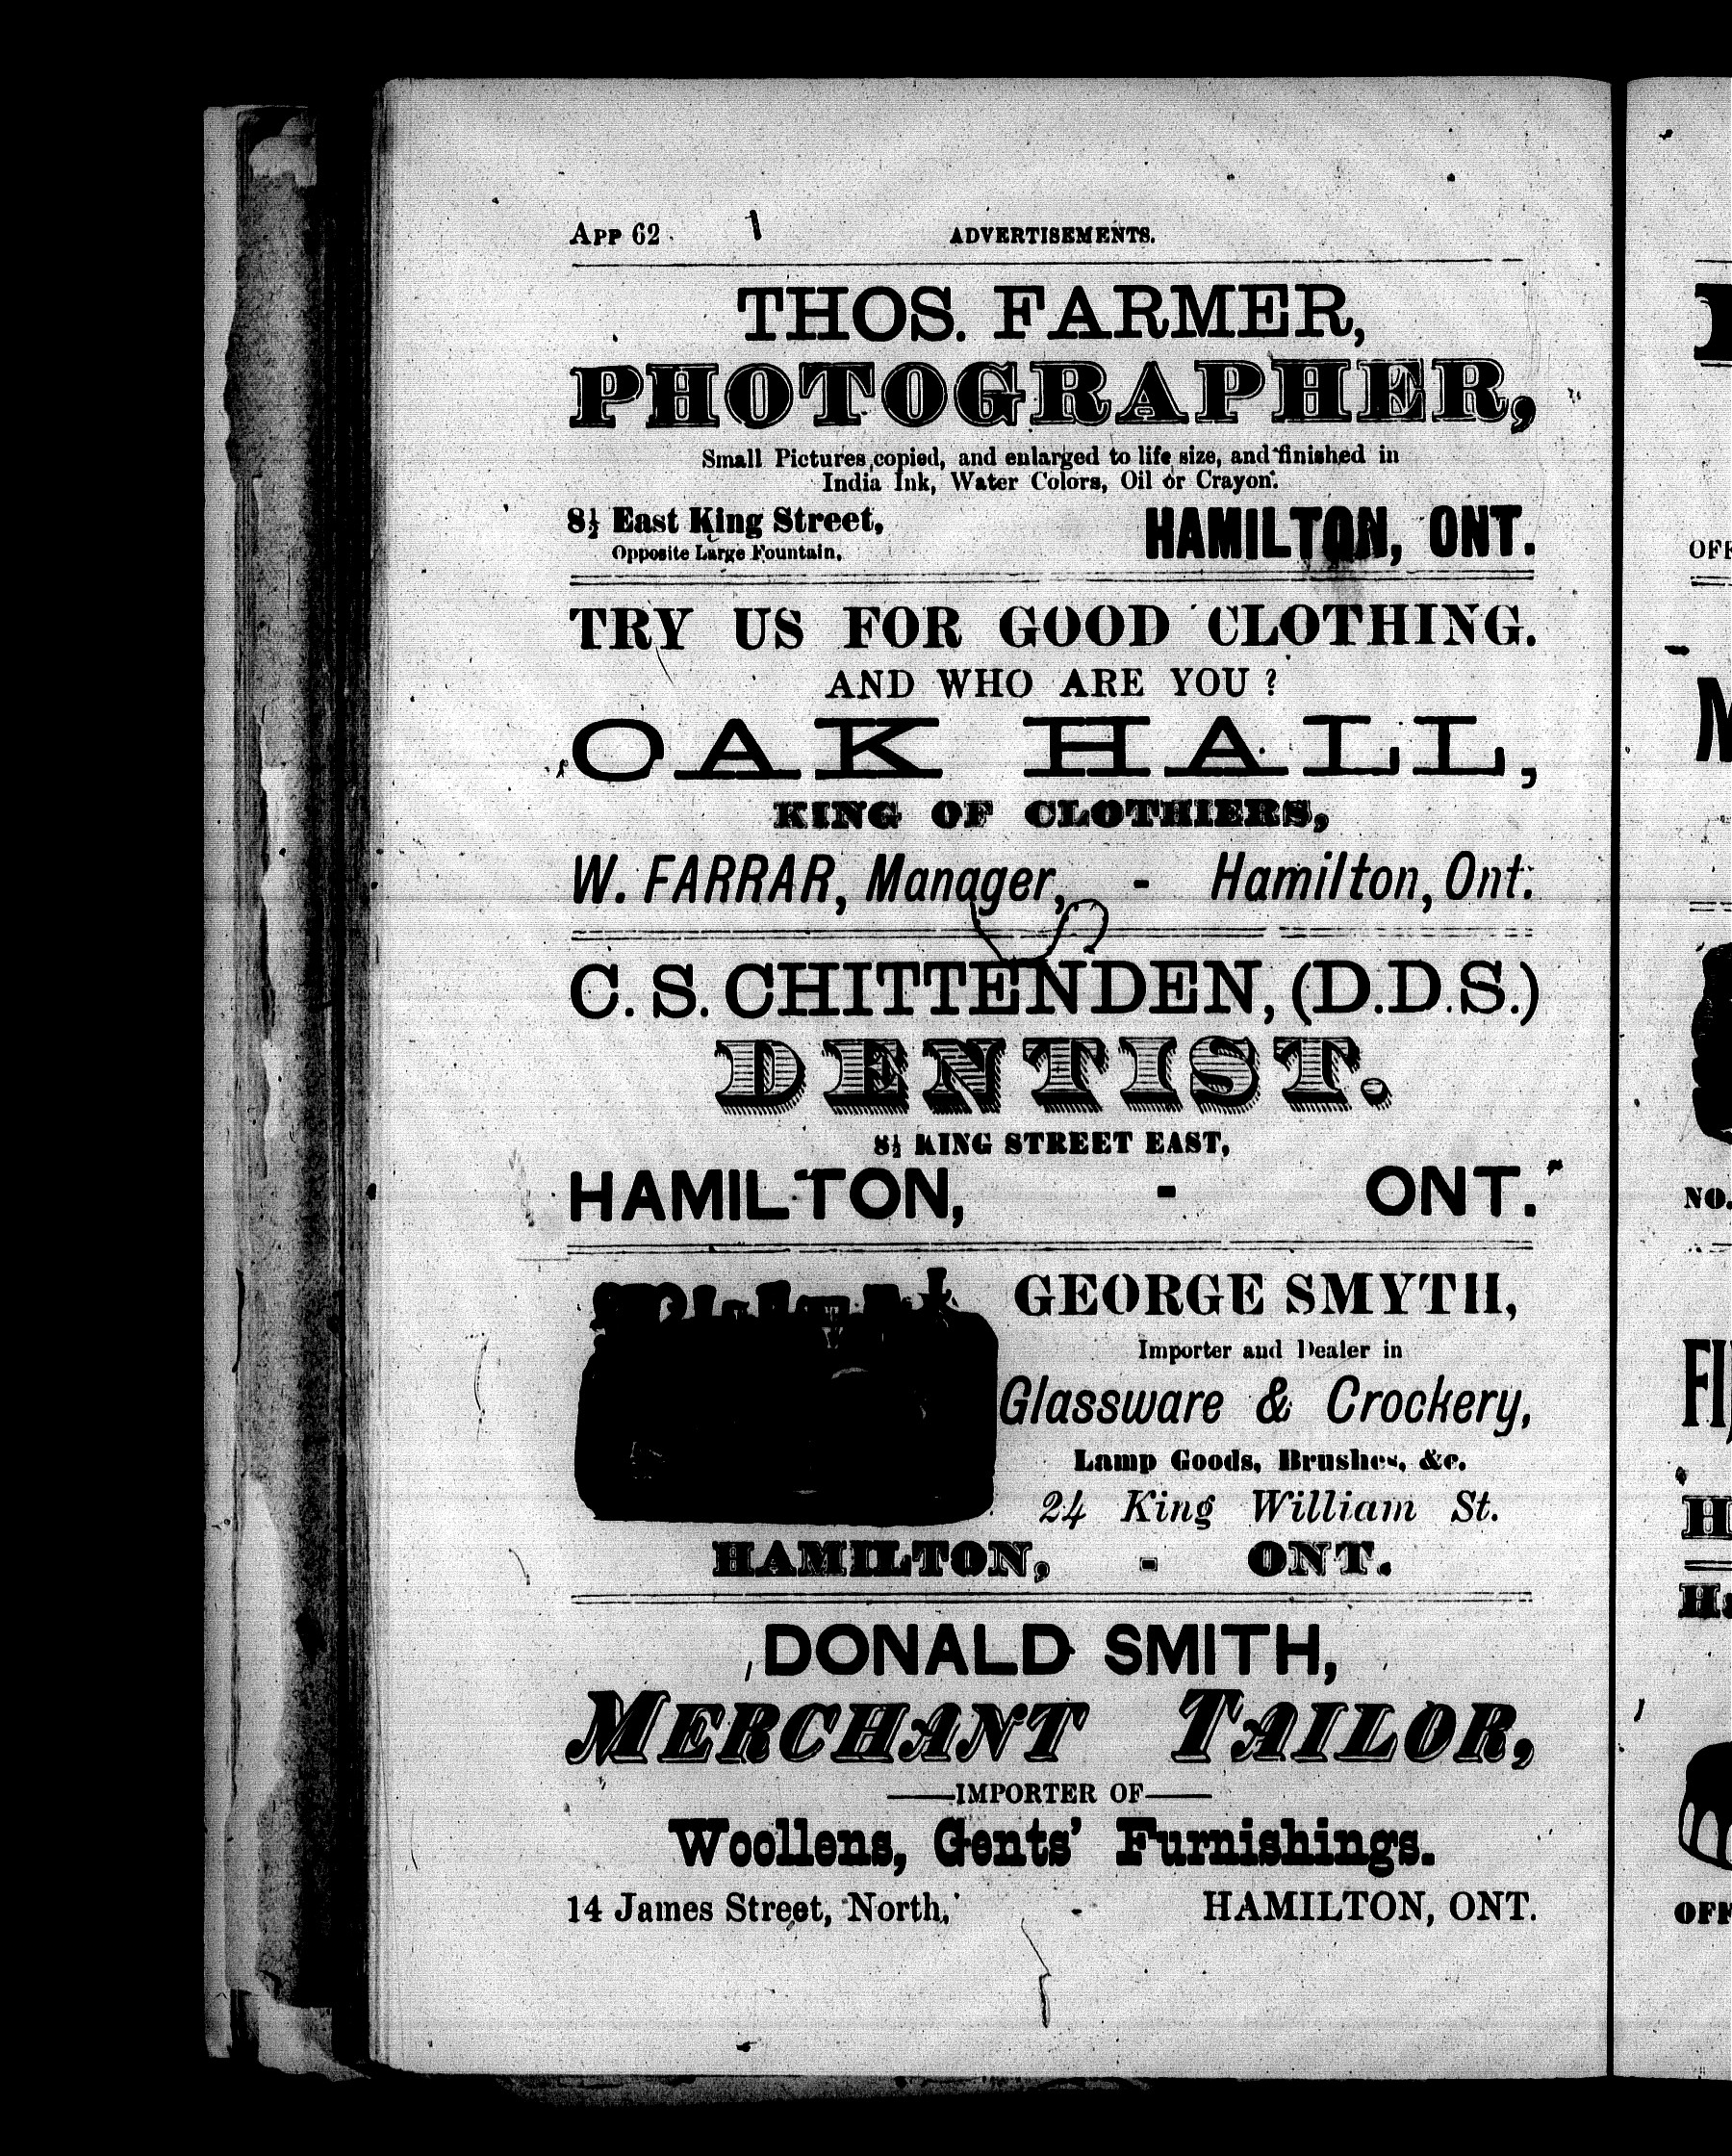 APP 62
ADVERTISEMENTS.
THOS. FARMER,
PHOTOGRAPHER,
Small Pictures copied, and enlarged to life size, and finished in
India Ink, Water Colors, Oil or Crayon.
8½ East King Street,
Opposite Large Fountain,
HAMILTON, ONT.
TRY US FOR GOOD CLOTHING.
AND WHO ARE YOU ?
OAK HALL,
KING OF CLOTHIERS,
W. FARRAR, Manager, - Hamilton, Ont.
C. S. CHITTENDEN, (D.D.S.)
DENTIST.
8½ KING STREET EAST,
HAMILTON, - ONT.
GEORGE SMYTH,
Importer and Dealer in
Glassware & Crockery,
Lamp Goods, Brushes, &c.
24 King William St.
HAMILTON, - ONT.
DONALD SMITH,
MERCHANT TAILOR,
—IMPORTER OF—
Woollens, Gents' Furnishings.
14 James Street, North, - HAMILTON, ONT.